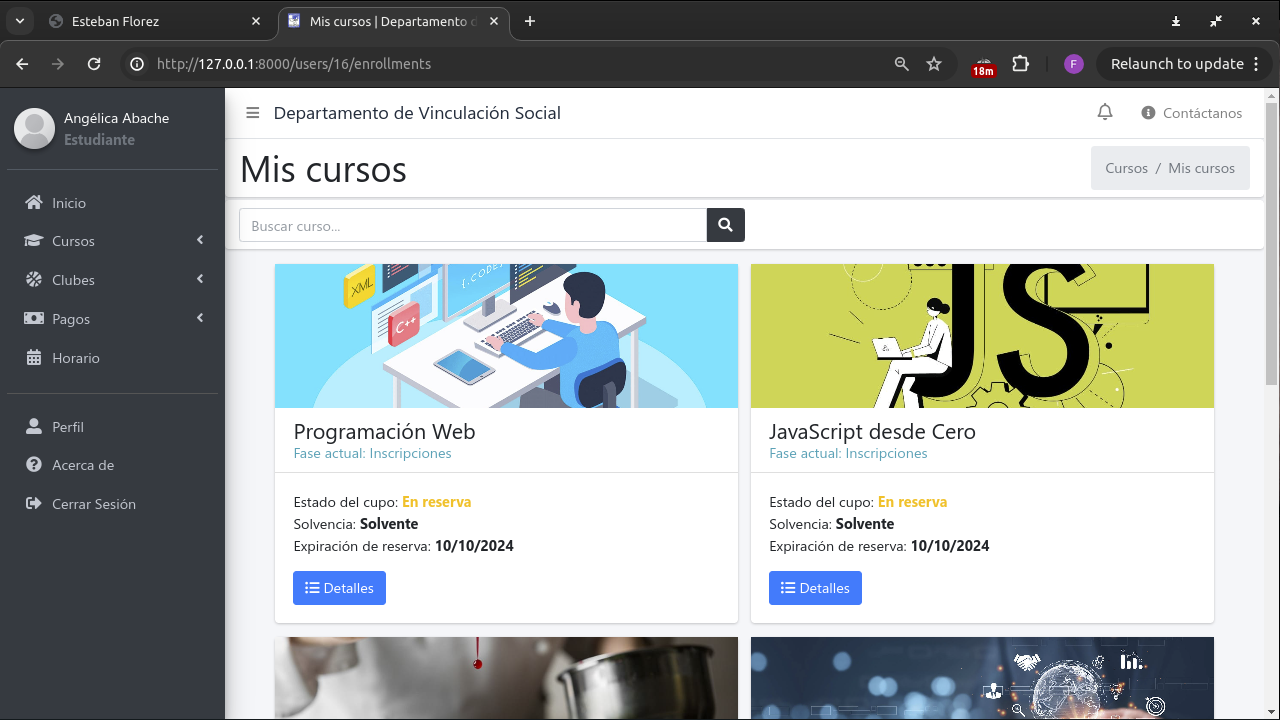 Esteban Florez
Mis cursos | Departamento d
http://127.0.0.1:8000/users/16/enrollments
18m
F
Relaunch to update
Angélica Abache
Estudiante
Inicio
Cursos
Clubes
Pagos
Horario
Perfil
Acerca de
Cerrar Sesión
Departamento de Vinculación Social
Contáctanos
Mis cursos
Cursos / Mis cursos
Buscar curso...
XML
C++
[.CODE]
JS
Programación Web
Fase actual: Inscripciones
Estado del cupo: En reserva
Solvencia: Solvente
Expiración de reserva: 10/10/2024
Detalles
JavaScript desde Cero
Fase actual: Inscripciones
Estado del cupo: En reserva
Solvencia: Solvente
Expiración de reserva: 10/10/2024
Detalles